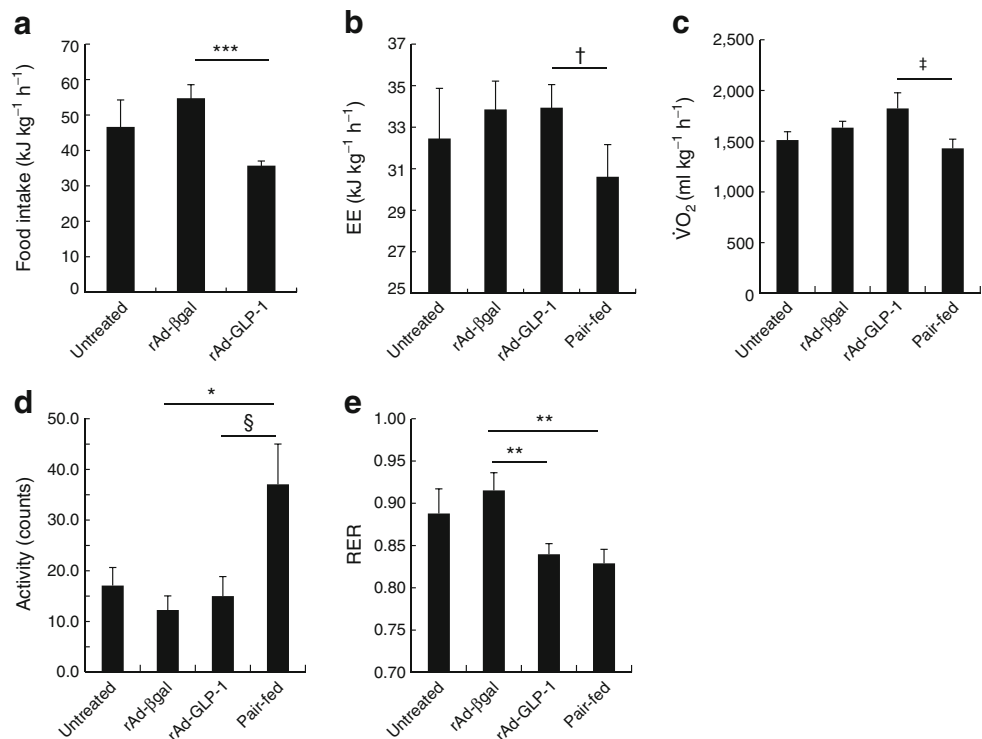 a
Food intake (kJ kg⁻¹ h⁻¹)
70
60
50
40
30
20
10
0
***
Untreated
rAd-βgal
rAd-GLP-1
b
EE (kJ kg⁻¹ h⁻¹)
37
35
33
31
29
27
25
†
Untreated
rAd-βgal
rAd-GLP-1
Pair-fed
c
V̇O₂ (ml kg⁻¹ h⁻¹)
2,500
2,000
1,500
1,000
500
0
‡
Untreated
rAd-βgal
rAd-GLP-1
Pair-fed
d
Activity (counts)
50.0
40.0
30.0
20.0
10.0
0.0
*
§
Untreated
rAd-βgal
rAd-GLP-1
Pair-fed
e
RER
1.00
0.95
0.90
0.85
0.80
0.75
0.70
**
**
Untreated
rAd-βgal
rAd-GLP-1
Pair-fed